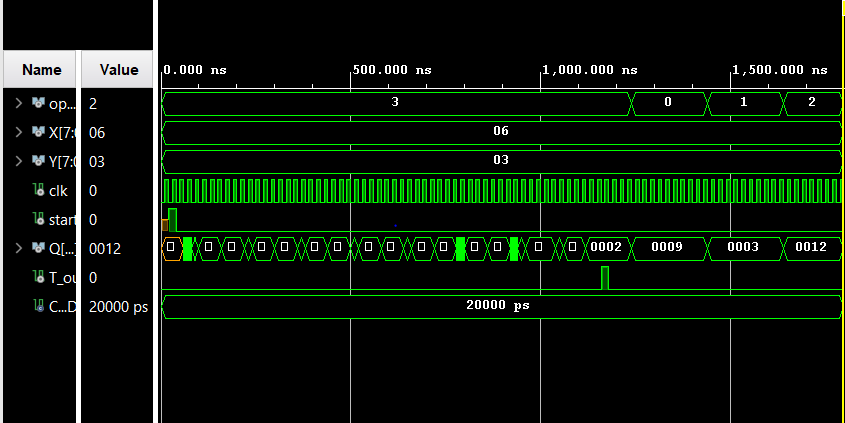 Name Value 0.000 ns 500.000 ns 1,000.000 ns 1,500.000 ns
op... 2 3 0 1 2
X[7:0 06 06
Y[7:0 03 03
clk 0
start 0
Q[...] 0012 0002 0009 0003 0012
T_ou 0
C...D 20000 ps 20000 ps